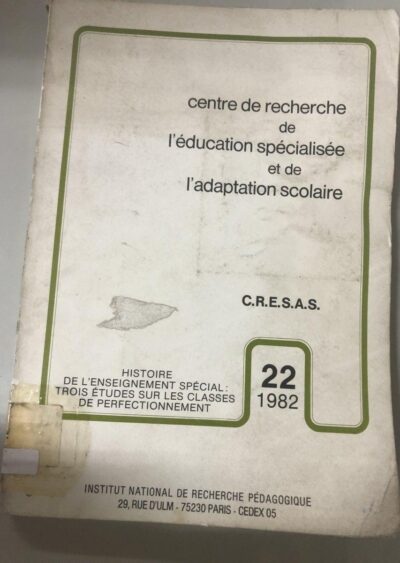 centre de recherche
de
l'éducation spécialisée
et de
l'adaptation scolaire
C.R.E.S.A.S.
HISTOIRE
DE L'ENSEIGNEMENT SPÉCIAL :
TROIS ÉTUDES SUR LES CLASSES
DE PERFECTIONNEMENT
22
1982
INSTITUT NATIONAL DE RECHERCHE PÉDAGOGIQUE
29, RUE D'ULM - 75230 PARIS - CEDEX 05